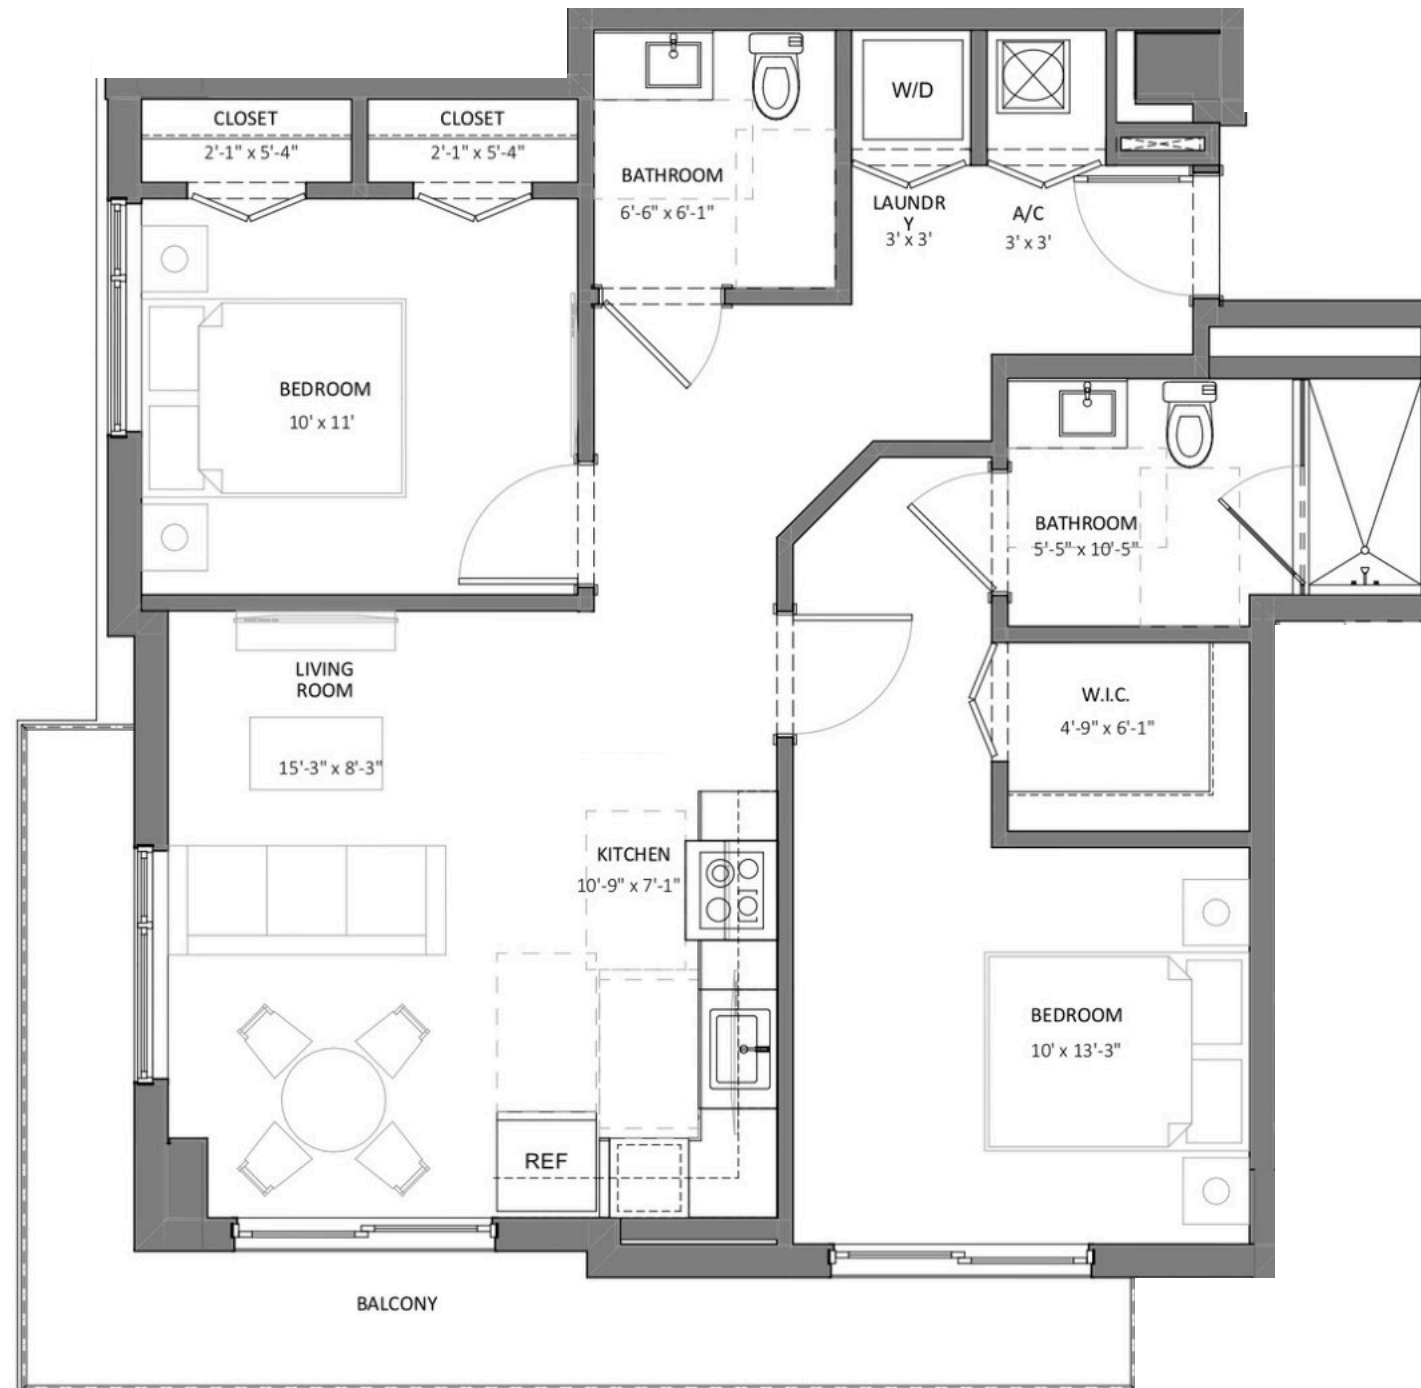 CLOSET
2'-1" x 5'-4"
CLOSET
2'-1" x 5'-4"
BATHROOM
6'-6" x 6'-1"
W/D
LAUNDR
Y
3' x 3'
A/C
3' x 3'
BEDROOM
10' x 11'
BATHROOM
5'-5" x 10'-5"
LIVING
ROOM
15'-3" x 8'-3"
W.I.C.
4'-9" x 6'-1"
KITCHEN
10'-9" x 7'-1"
BEDROOM
10' x 13'-3"
REF
BALCONY